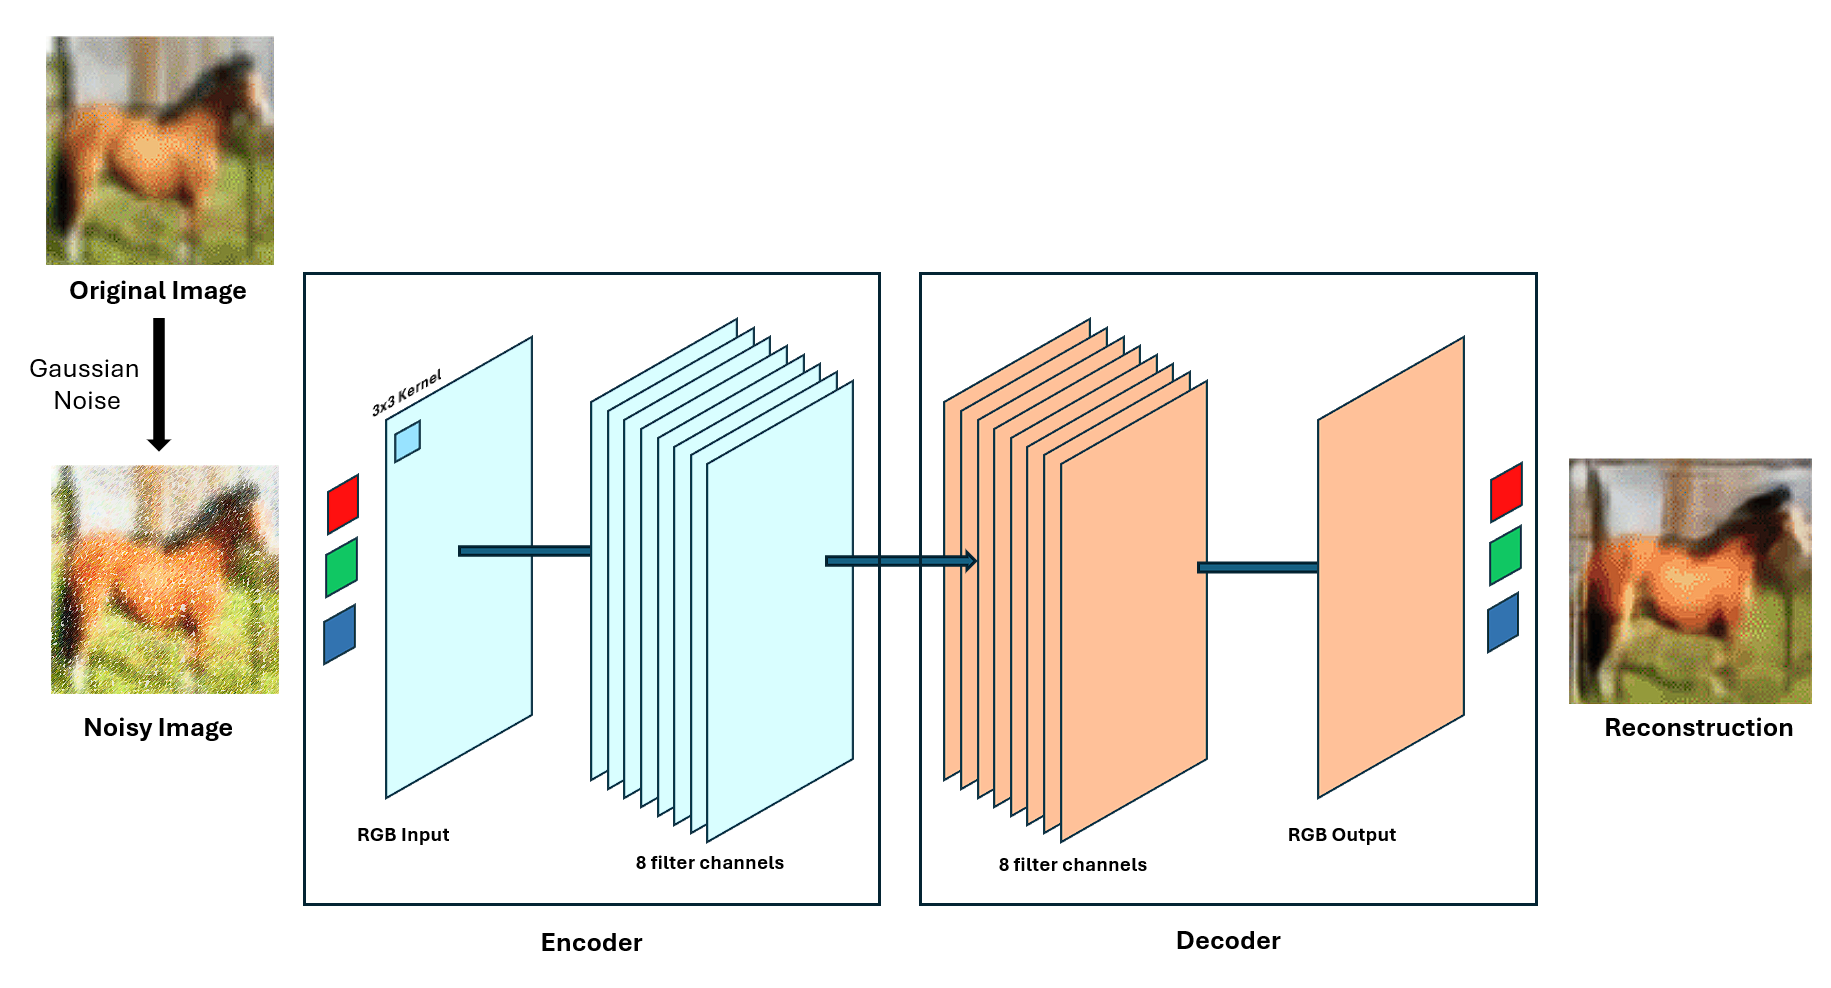 Original Image
Gaussian
Noise
Noisy Image
3x3 Kernel
RGB Input
8 filter channels
Encoder
8 filter channels
RGB Output
Decoder
Reconstruction